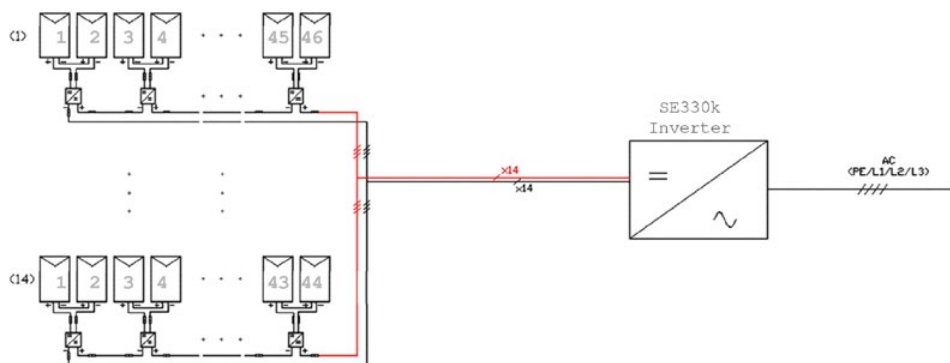 (1) 1 2 3 4 45 46
SE330k
Inverter
x14
x14
AC
(PE/L1/L2/L3)
(14) 1 2 3 4 43 44